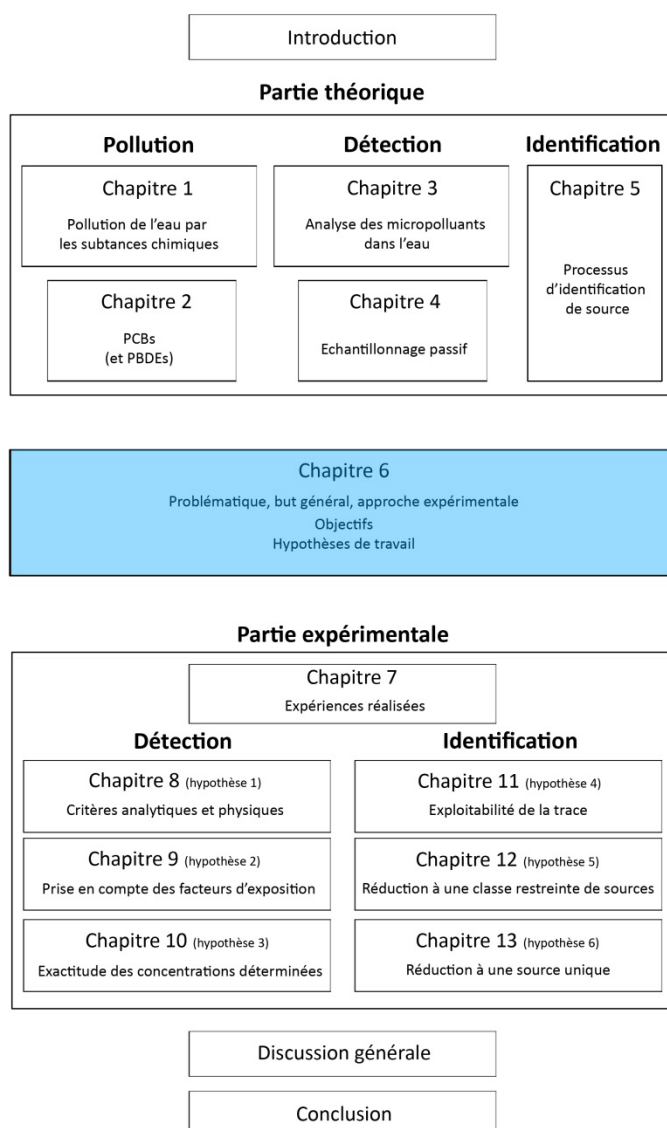 Introduction
Partie théorique
Pollution
Chapitre 1
Pollution de l'eau par
les subtances chimiques
Chapitre 2
PCBs
(et PBDEs)
Détection
Chapitre 3
Analyse des micropolluants
dans l'eau
Chapitre 4
Echantillonnage passif
Identification
Chapitre 5
Processus
d'identification
de source
Chapitre 6
Problématique, but général, approche expérimentale
Objectifs
Hypothèses de travail
Partie expérimentale
Chapitre 7
Expériences réalisées
Détection
Chapitre 8 (hypothèse 1)
Critères analytiques et physiques
Chapitre 9 (hypothèse 2)
Prise en compte des facteurs d'exposition
Chapitre 10 (hypothèse 3)
Exactitude des concentrations déterminées
Identification
Chapitre 11 (hypothèse 4)
Exploitabilité de la trace
Chapitre 12 (hypothèse 5)
Réduction à une classe restreinte de sources
Chapitre 13 (hypothèse 6)
Réduction à une source unique
Discussion générale
Conclusion